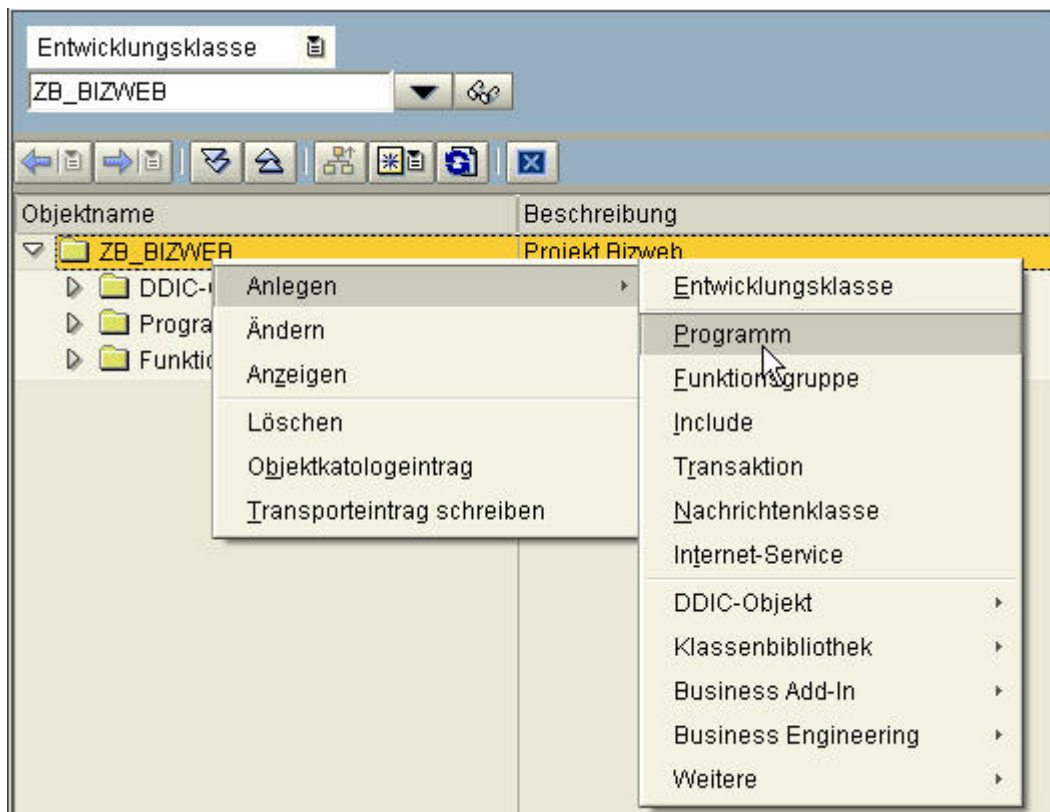 Entwicklungsklasse
ZB_BIZWEB
Objektname Beschreibung
ZB_BIZWEB Projekt Bizweb
DDIC-
Progra
Funktio
Anlegen
Ändern
Anzeigen
Löschen
Objektkatologeintrag
Transporteintrag schreiben
Entwicklungsklasse
Programm
Funktionsgruppe
Include
Transaktion
Nachrichtenklasse
Internet-Service
DDIC-Objekt
Klassenbibliothek
Business Add-In
Business Engineering
Weitere